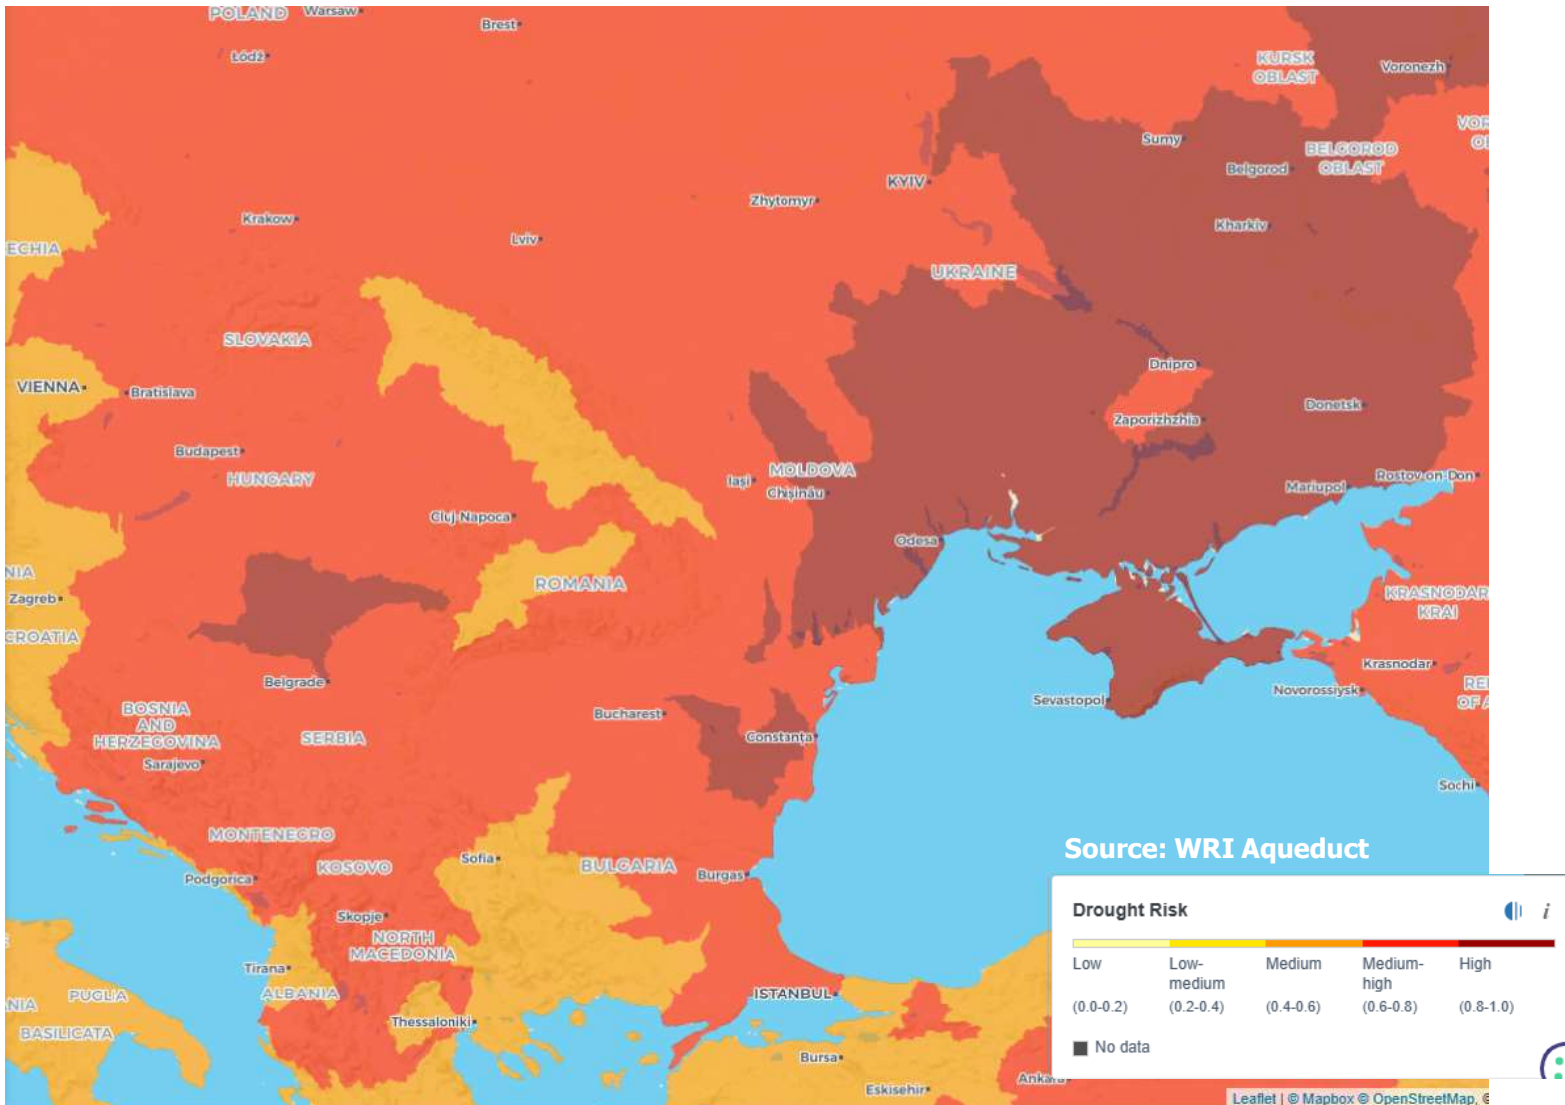 POLAND
Warsaw
Brest
Łódź
KURSK
OBLAST
Voronezh
Sumy
BELGOROD
OBLAST
Belgorod
KYIV
Zhytomyr
Krakow
Lviv
Kharkiv
ECHIA
UKRAINE
SLOVAKIA
VIENNA
Bratislava
Dnipro
Donetsk
Zaporizhzhia
Budapest
HUNGARY
MOLDOVA
Iași
Chișinău
Rostov-on-Don
Mariupol
Cluj-Napoca
Odesa
NIA
ROMANIA
Zagreb
KRASNODAR
KRAI
CROATIA
Krasnodar
Belgrade
Novorossiysk
RE
OF A
Sevastopol
BOSNIA
AND
HERZEGOVINA
Bucharest
Constanța
SERBIA
Sarajevo
Sochi
MONTENEGRO
KOSOVO
Sofia
BULGARIA
Burgas
Podgorica
Skopje
NORTH
MACEDONIA
Tirana
ALBANIA
PUGLIA
NIA
BASILICATA
ISTANBUL
Thessaloniki
Bursa
Eskisehir
Ankara
Source: WRI Aqueduct
Drought Risk
Low Low-medium Medium Medium-high High
(0.0-0.2) (0.2-0.4) (0.4-0.6) (0.6-0.8) (0.8-1.0)
No data
Leaflet | © Mapbox © OpenStreetMap, ©